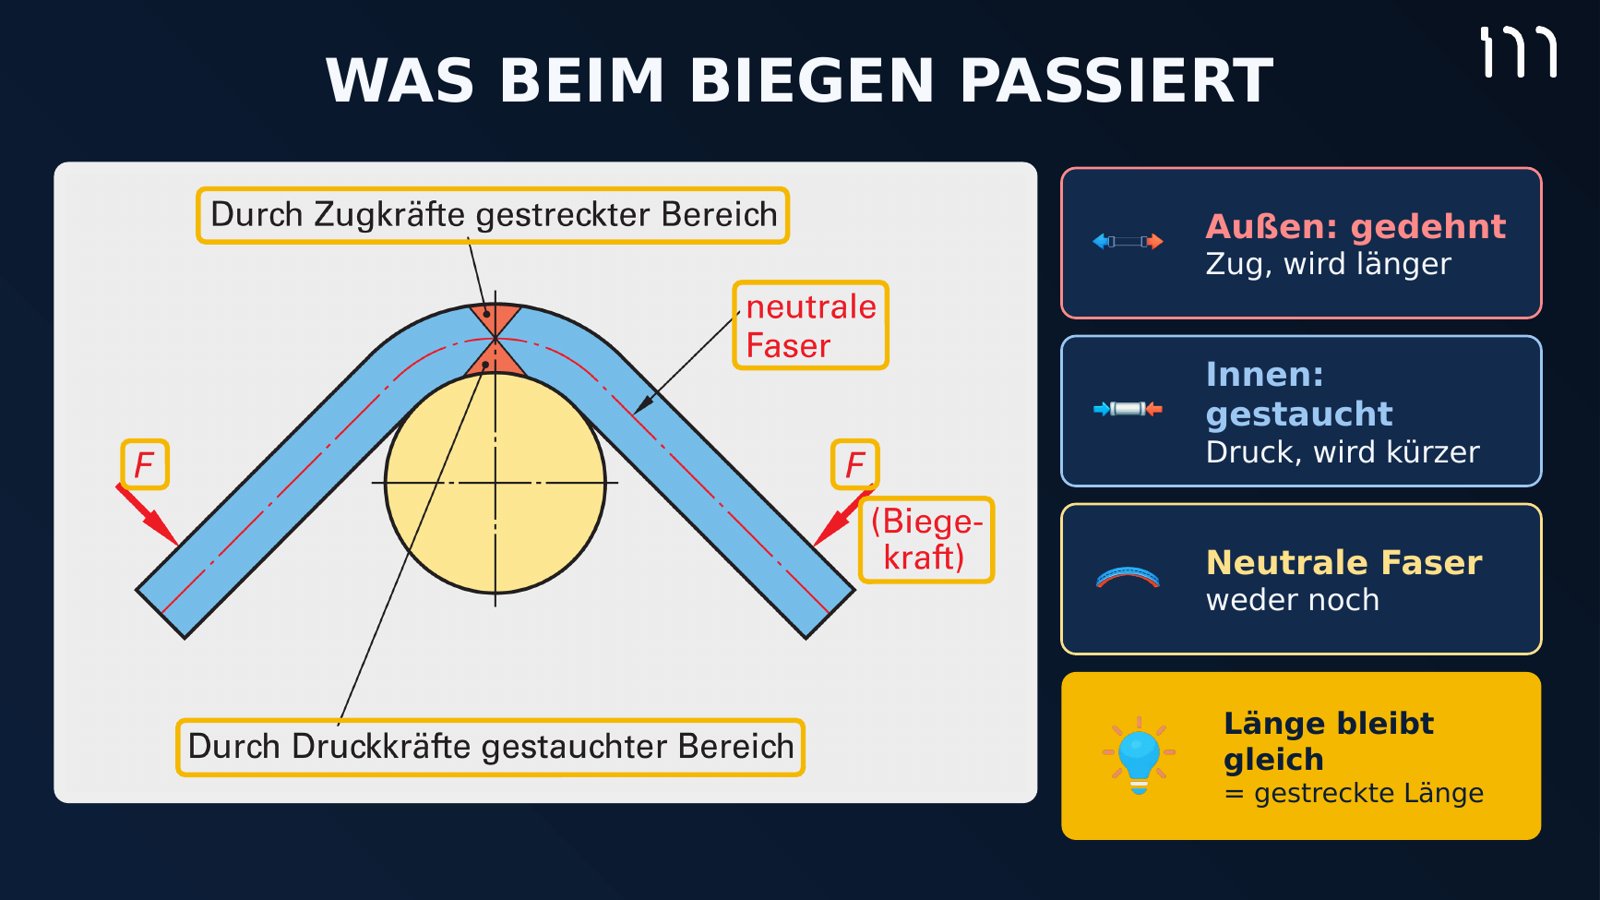 WAS BEIM BIEGEN PASSIERT
m
Durch Zugkräfte gestreckter Bereich
neutrale
Faser
F
F
(Biege-
kraft)
Durch Druckkräfte gestauchter Bereich
Außen: gedehnt
Zug, wird länger
Innen:
gestaucht
Druck, wird kürzer
Neutrale Faser
weder noch
Länge bleibt
gleich
= gestreckte Länge